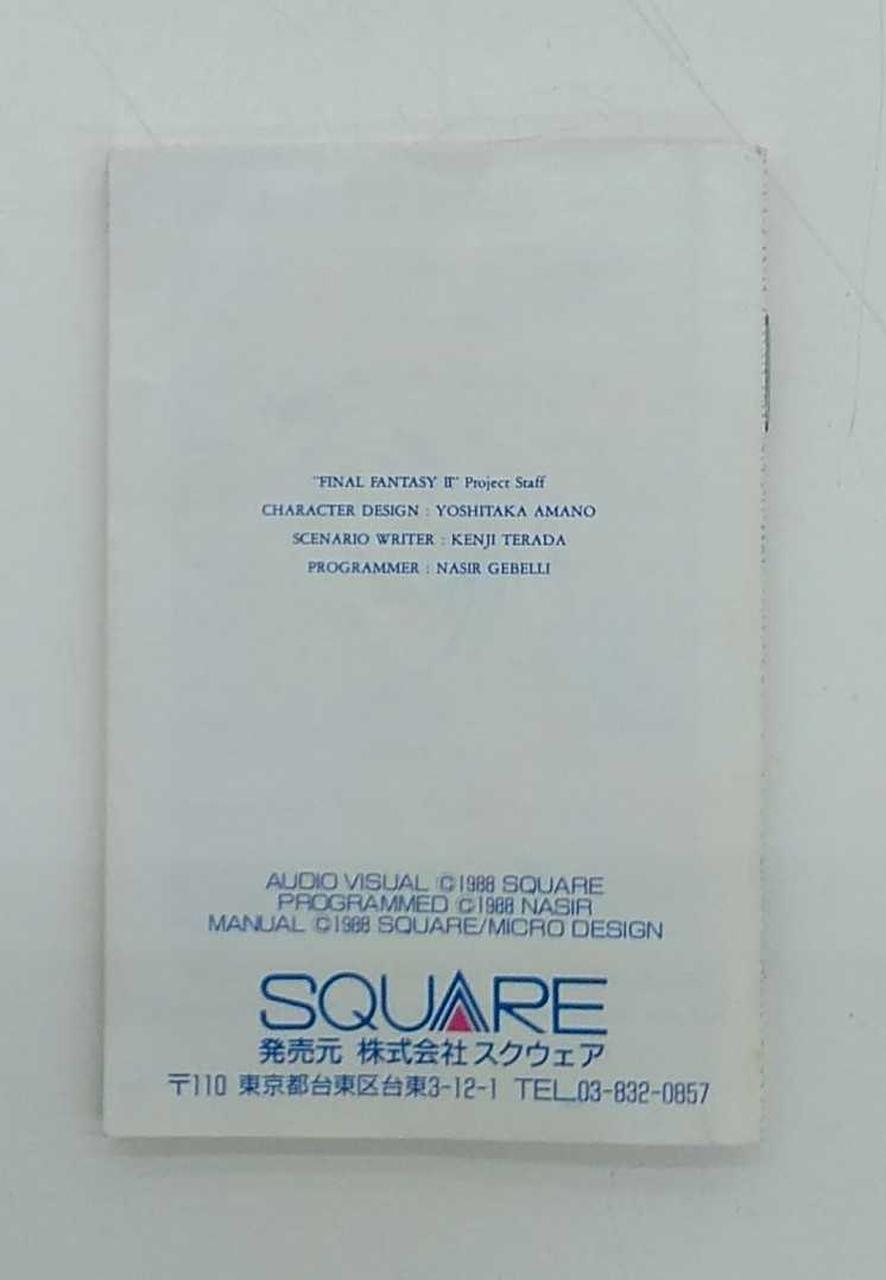 "FINAL FANTASY II" Project Staff
CHARACTER DESIGN : YOSHITAKA AMANO
SCENARIO WRITER : KENJI TERADA
PROGRAMMER : NASIR GEBELLI
AUDIO VISUAL ©1988 SQUARE
PROGRAMMED ©1988 NASIR
MANUAL ©1988 SQUARE/MICRO DESIGN
SQUARE
発売元 株式会社スクウェア
〒110 東京都台東区台東3-12-1 TEL.03-832-0857